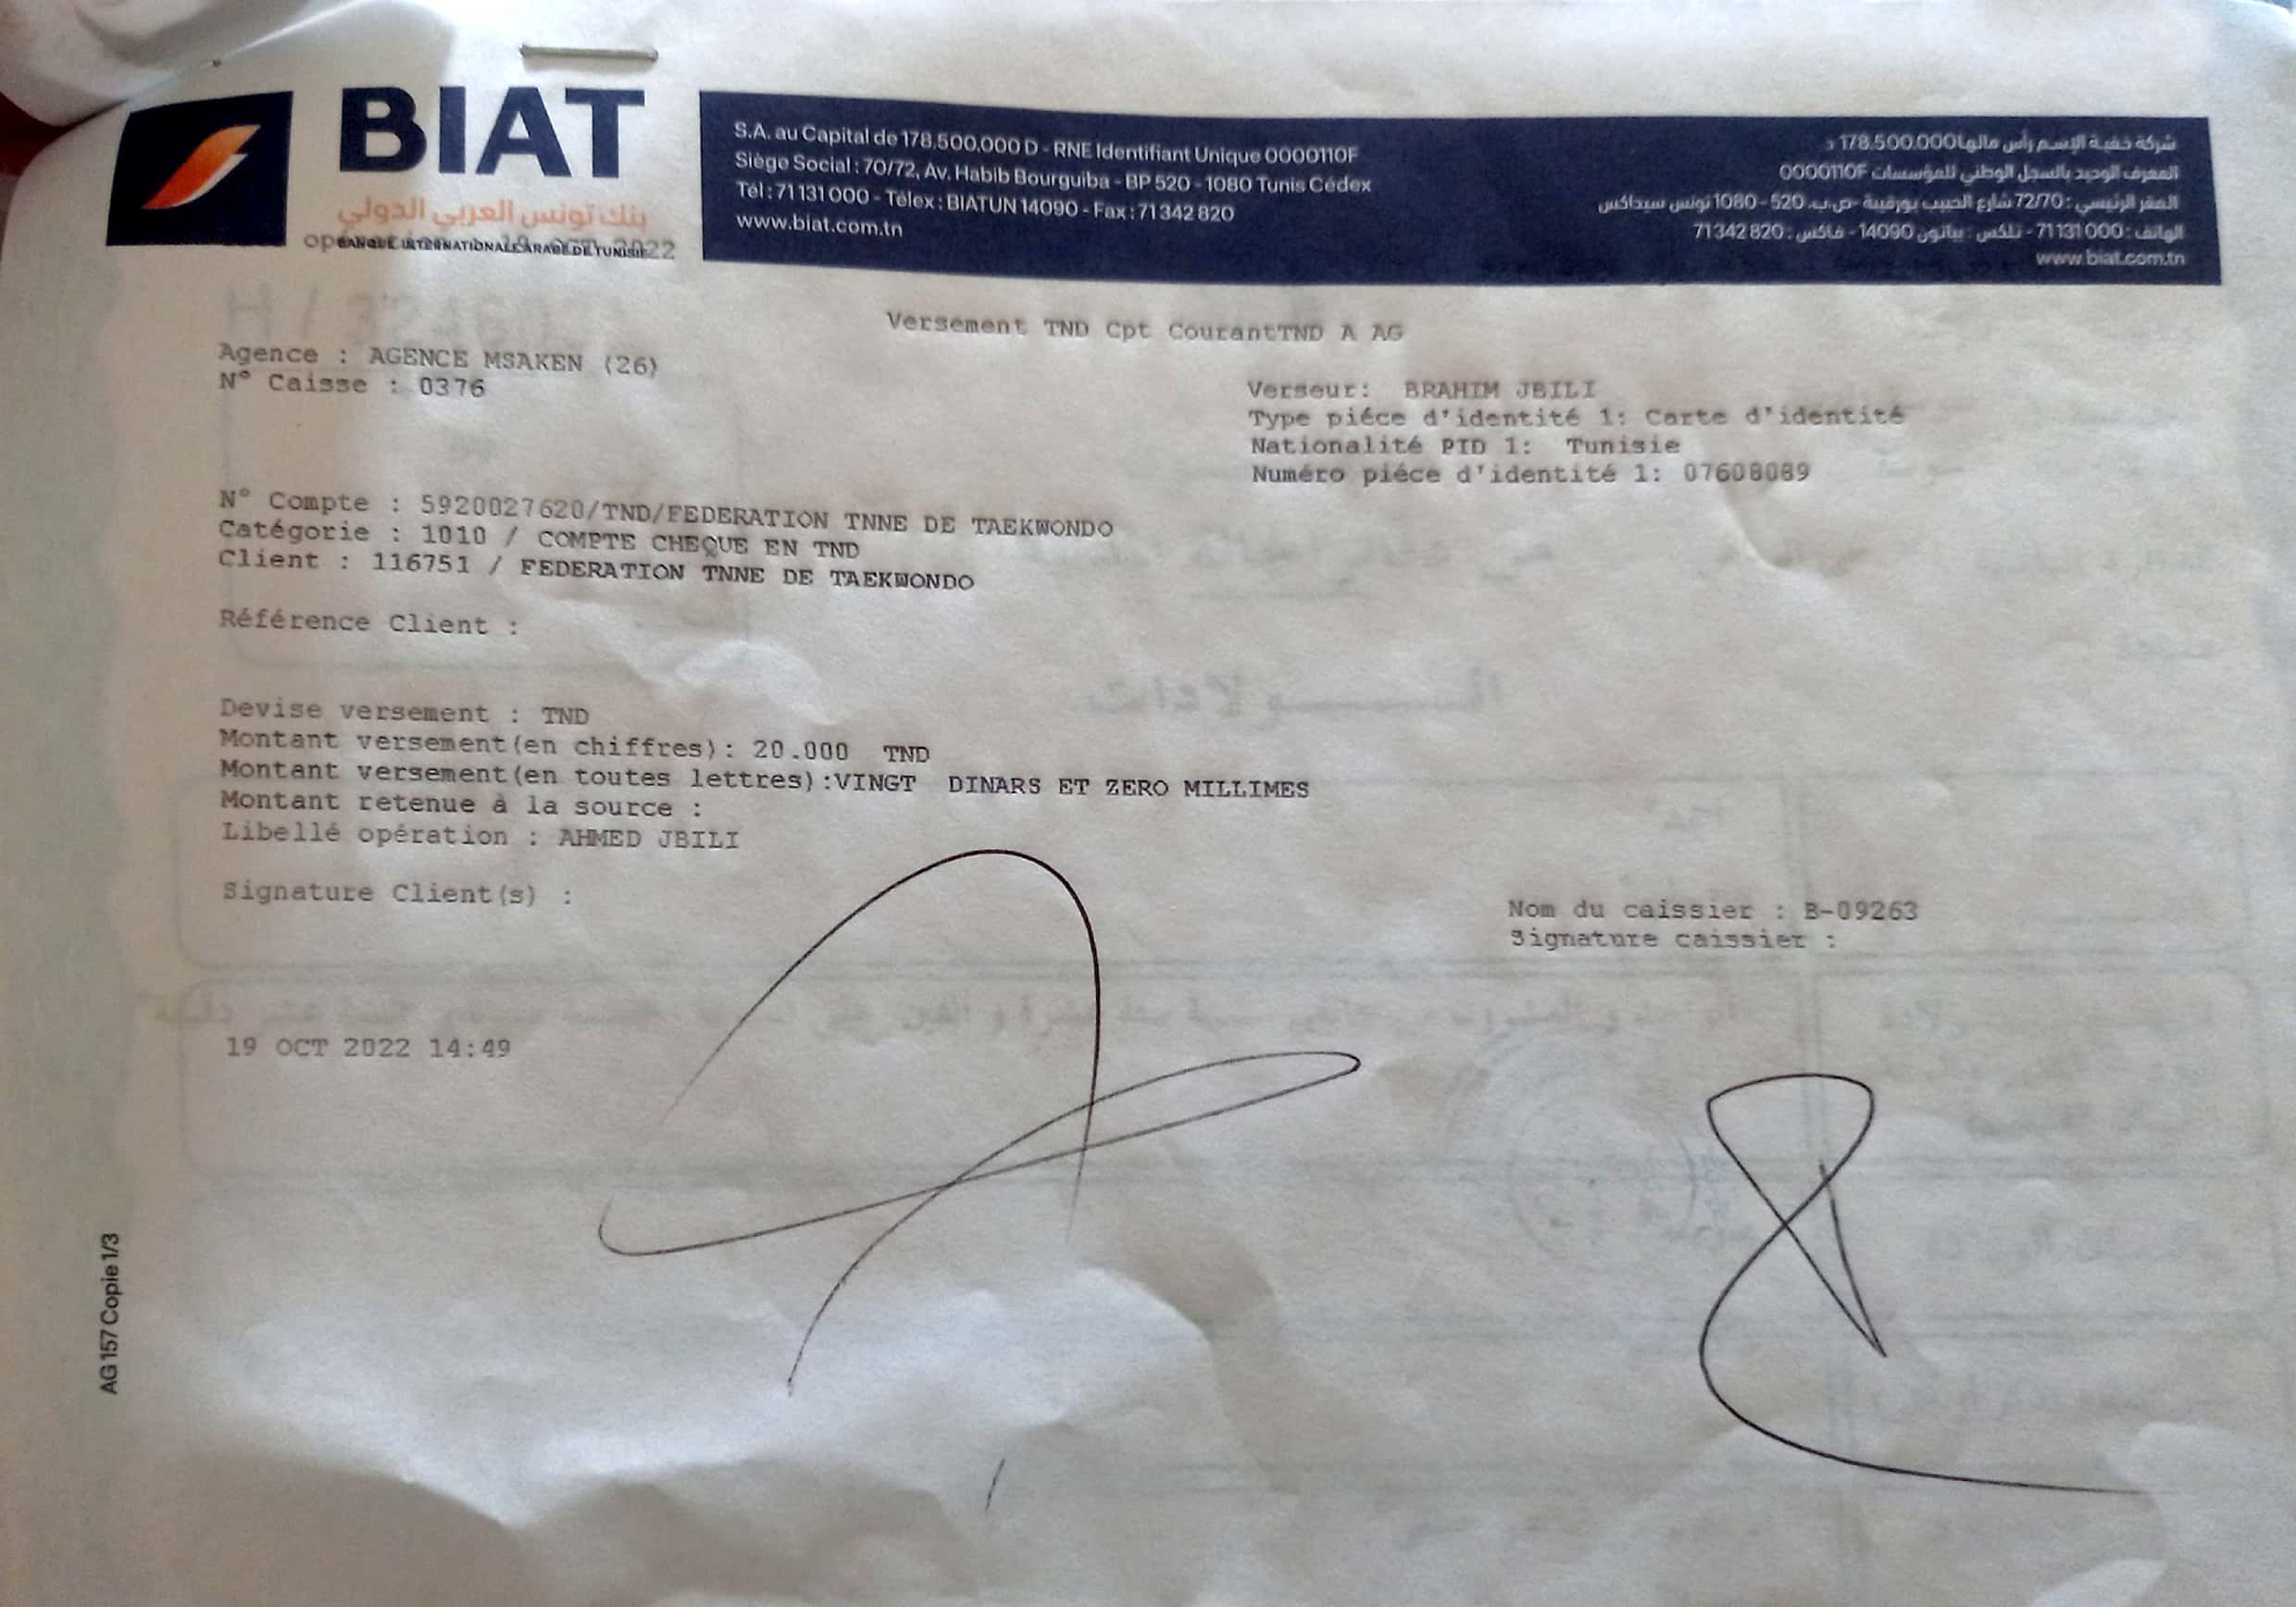 BIAT
بنك تونس العربي الدولي
BANQUE INTERNATIONALE ARABE DE TUNISIE
S.A. au Capital de 178.500.000 D - RNE Identifiant Unique 0000110F
Siège Social : 70/72, Av. Habib Bourguiba - BP 520 - 1080 Tunis Cédex
Tél : 71 131 000 - Télex : BIATUN 14090 - Fax : 71 342 820
www.biat.com.tn
شركة خفية الإسم رأس مالها 178.500.000 د
المعرف الوحيد بالسجل الوطني للمؤسسات 0000110F
المقر الرئيسي : 72/70 شارع الحبيب بورقيبة -ص.ب. 520 - 1080 تونس سيداكس
الهاتف : 71 131 000 - تلكس : بياتون 14090 - فاكس : 71 342 820
www.biat.com.tn
Versement TND Cpt CourantTND A AG
Agence : AGENCE MSAKEN (26)
N° Caisse : 0376
Verseur: BRAHIM JBILI
Type piéce d'identité 1: Carte d'identité
Nationalité PID 1: Tunisie
Numéro piéce d'identité 1: 07608089
N° Compte : 5920027620/TND/FEDERATION TNNE DE TAEKWONDO
Catégorie : 1010 / COMPTE CHEQUE EN TND
Client : 116751 / FEDERATION TNNE DE TAEKWONDO
Référence Client :
Devise versement : TND
Montant versement(en chiffres): 20.000 TND
Montant versement(en toutes lettres):VINGT DINARS ET ZERO MILLIMES
Montant retenue à la source :
Libellé opération : AHMED JBILI
Signature Client(s) :
Nom du caissier : B-09263
Signature caissier :
19 OCT 2022 14:49
AG 157 Copie 1/3